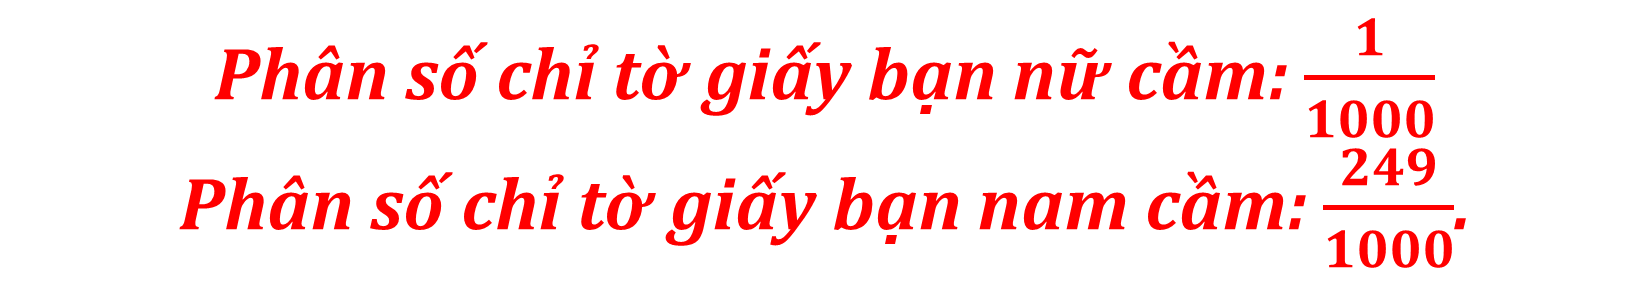 Phân số chỉ tờ giấy bạn nữ cầm: 1/1000
Phân số chỉ tờ giấy bạn nam cầm: 249/1000.